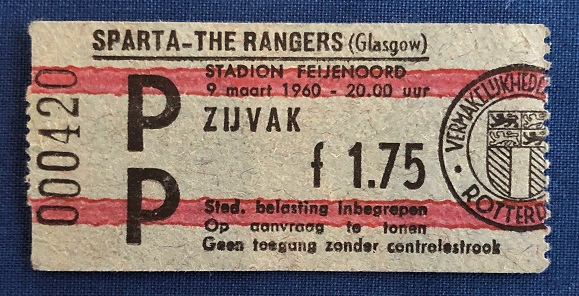 SPARTA-THE RANGERS (Glasgow)
STADION FEIJENOORD
9 maart 1960 - 20.00 uur
000420
P
P
ZIJVAK
f 1.75
Sted. belasting inbegrepen
Op aanvraag te tonen
Geen toegang zonder controlestrook
VERMAKELIJKHEDE
ROTTERD